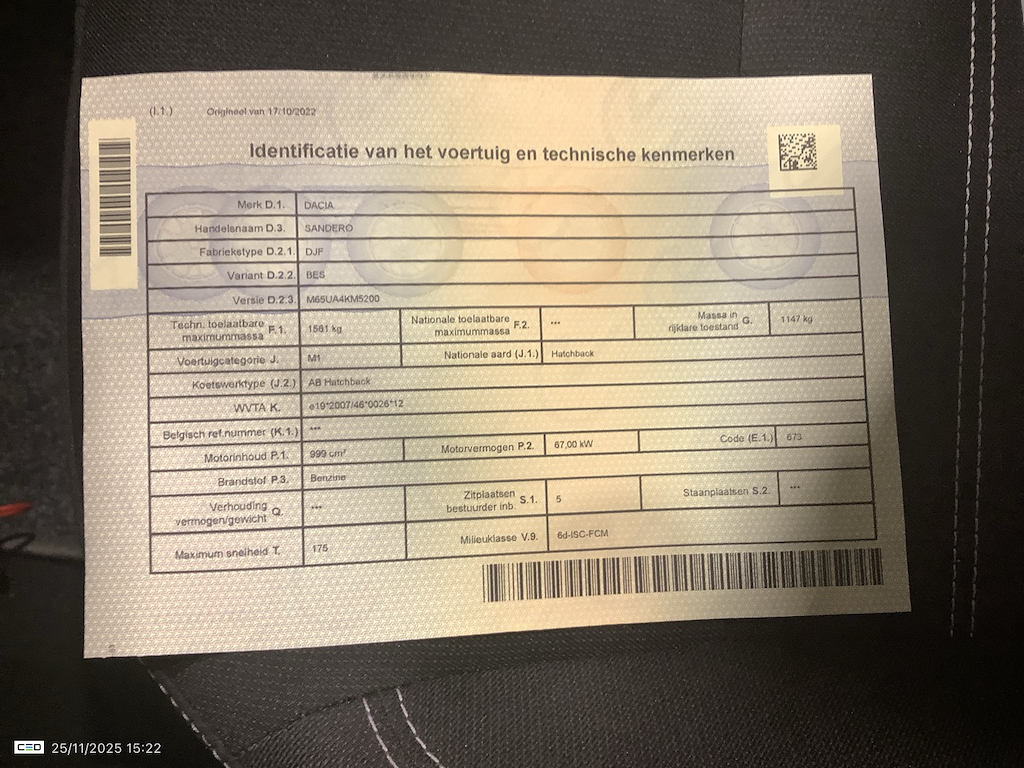 (I.1.) Origineel van 17/10/2022
Identificatie van het voertuig en technische kenmerken
Merk D.1. DACIA
Handelsnaam D.3. SANDERO
Fabriekstype D.2.1. DJF
Variant D.2.2. BES
Versie D.2.3. M65UA4KM5200
Techn. toelaatbare maximummassa F.1. 1561 kg Nationale toelaatbare maximummassa F.2. *** Massa in rijklare toestand G. 1147 kg
Voertuigcategorie J. M1 Nationale aard (J.1.) Hatchback
Koetswerktype (J.2.) AB Hatchback
WVTA K. e19*2007/46*0026*12
Belgisch ref.nummer (K.1.) ***
Motorinhoud P.1. 999 cm³ Motorvermogen P.2. 67,00 kW Code (E.1.) 673
Brandstof P.3. Benzine
Verhouding vermogen/gewicht Q. *** Zitplaatsen bestuurder inb. S.1. 5 Staanplaatsen S.2. ***
Maximum snelheid T. 175 Milieuklasse V.9. 6d-ISC-FCM
CEO 25/11/2025 15:22